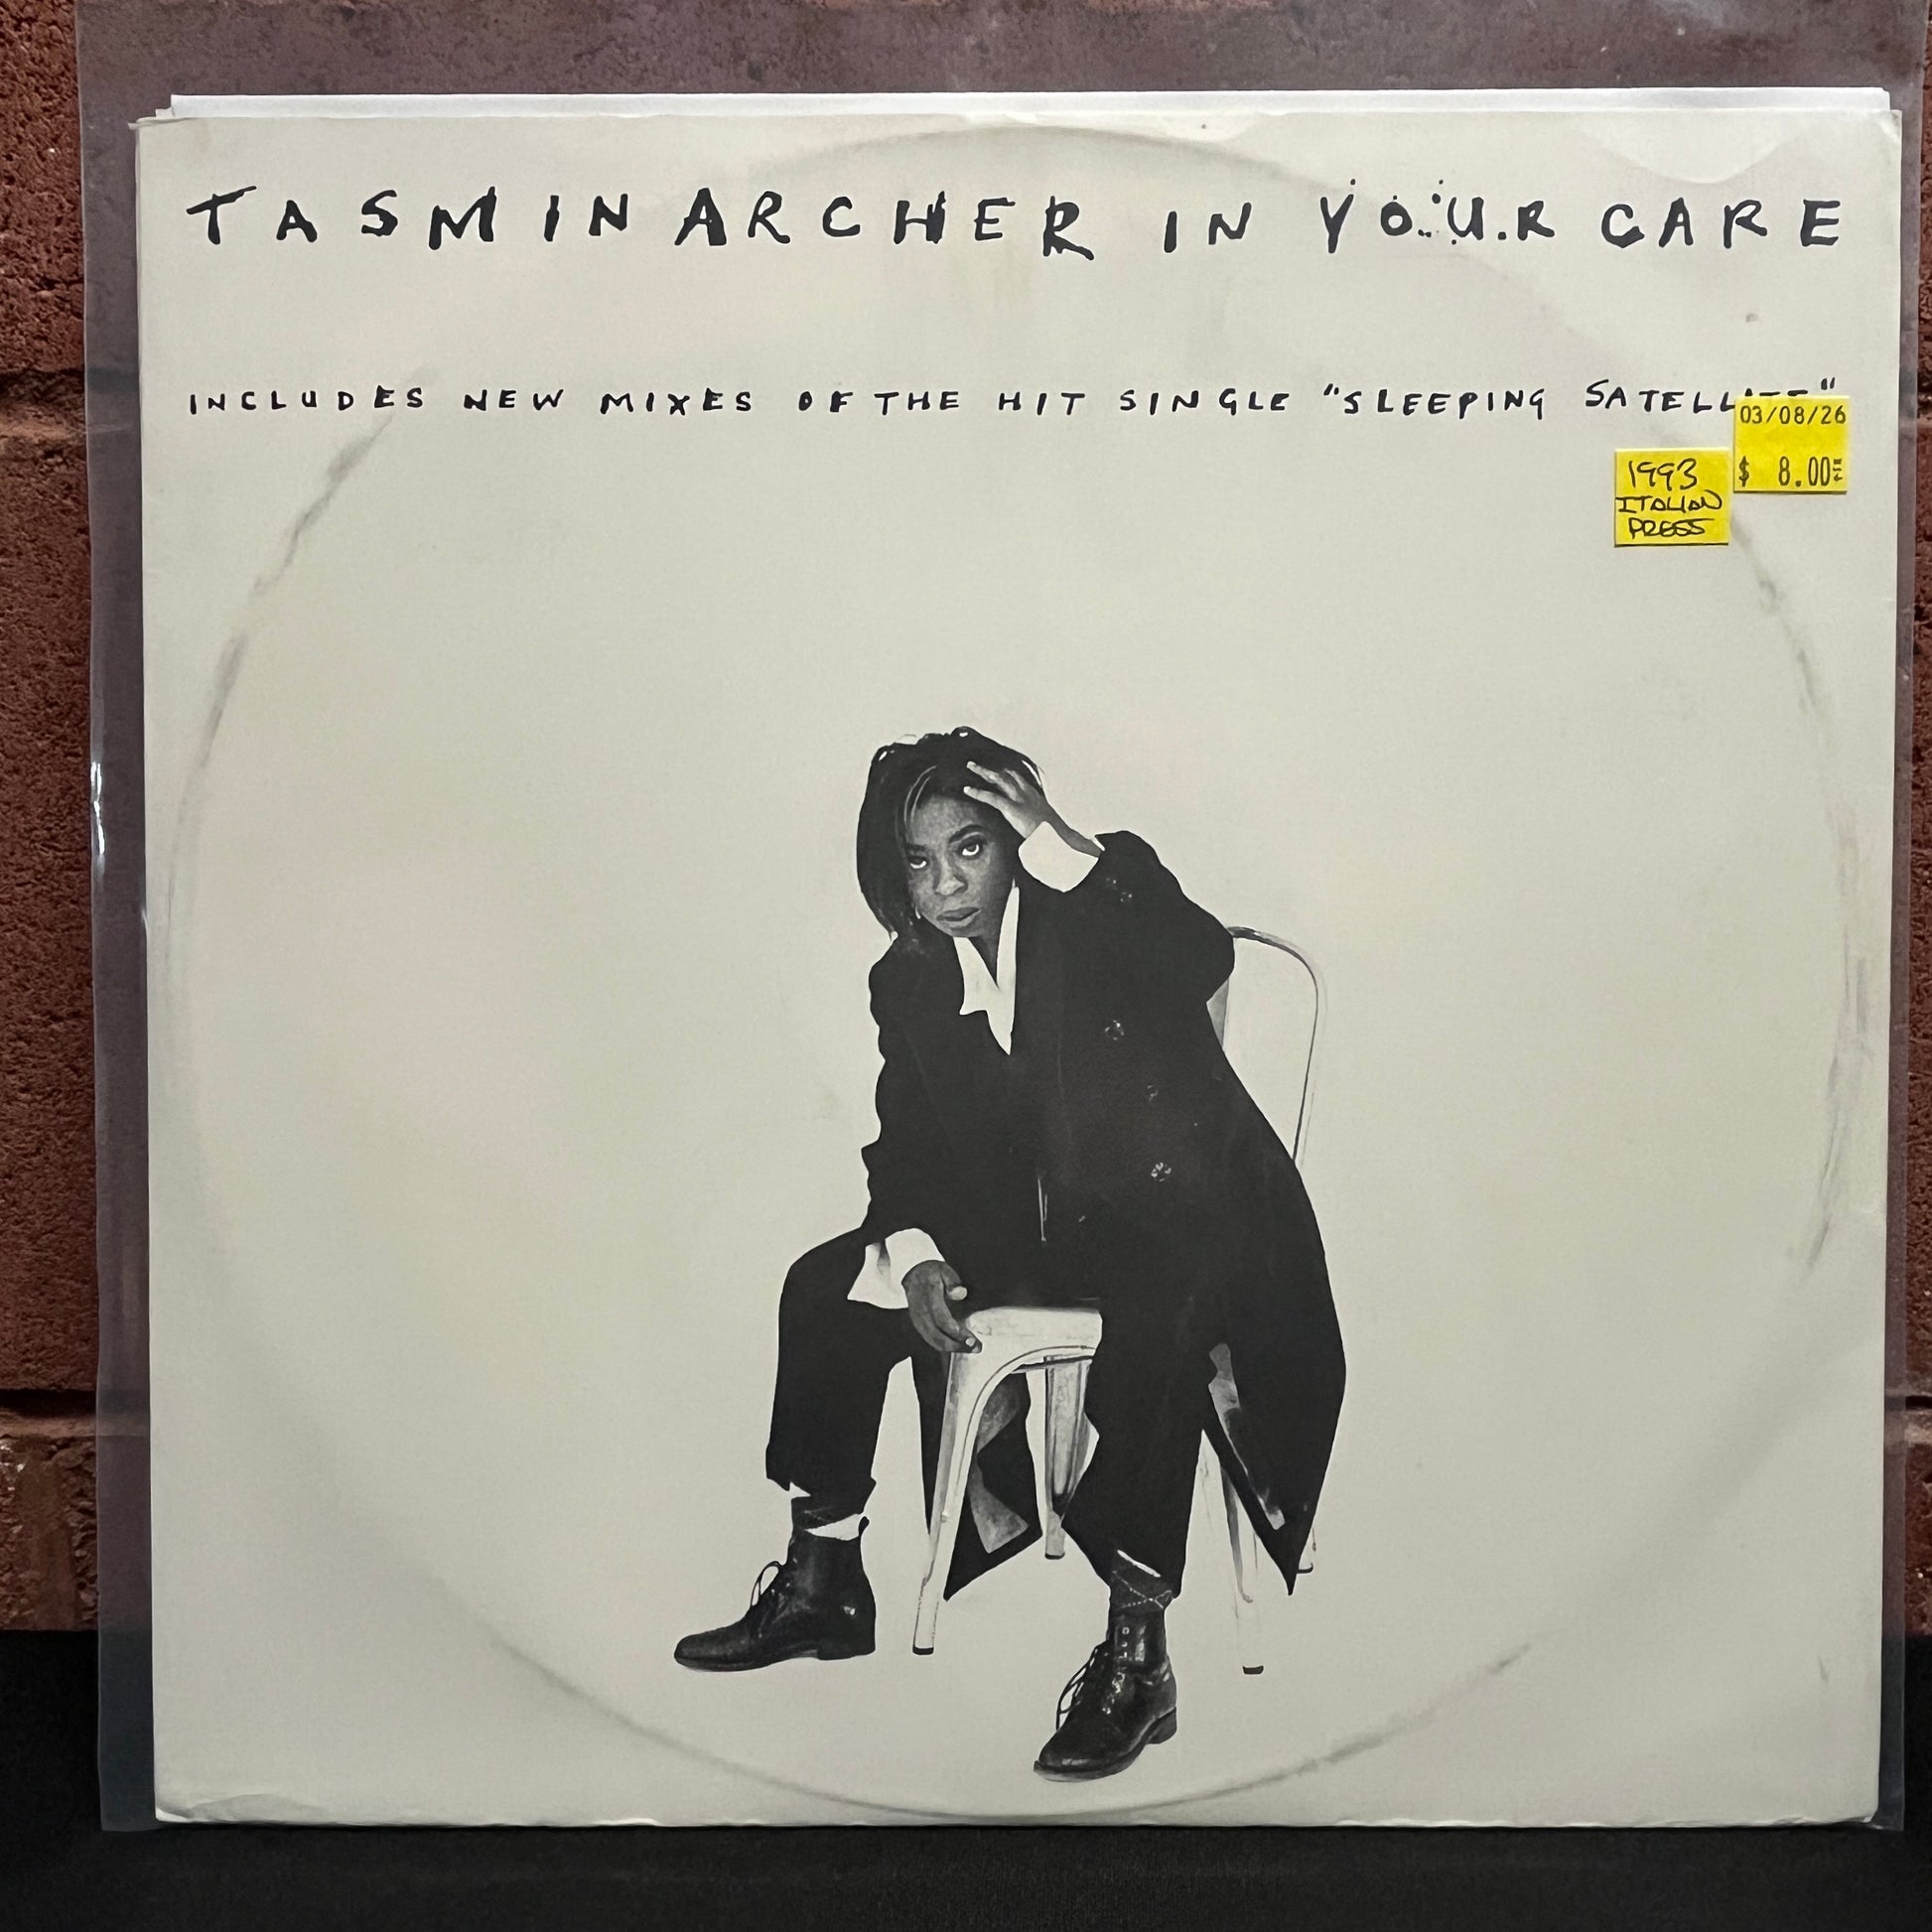 TASMIN ARCHER IN YOUR CARE
INCLUDES NEW MIXES OF THE HIT SINGLE "SLEEPING SATELLITE"
03/08/26
$ 8.00
1993
ITALIAN
PRESS